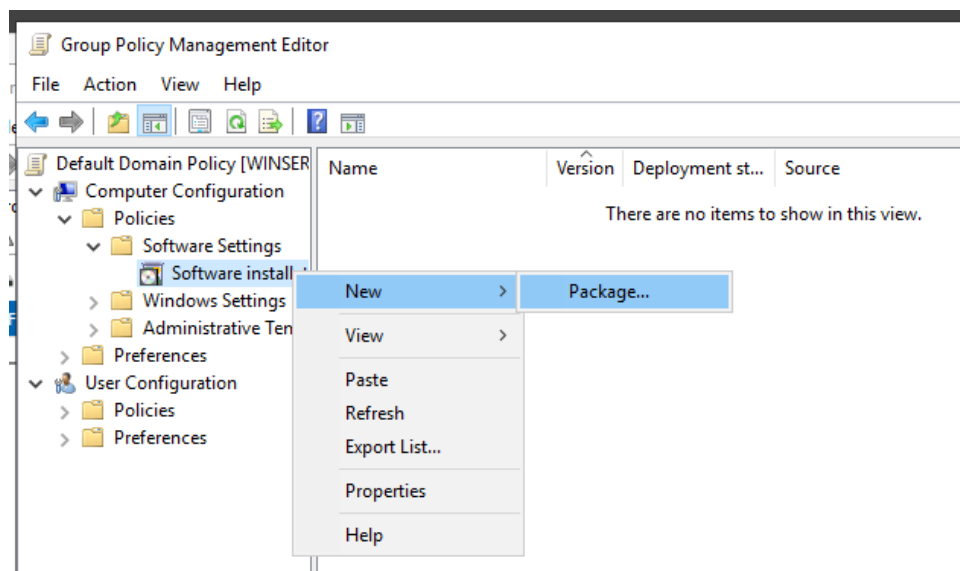 Group Policy Management Editor
File Action View Help
Default Domain Policy [WINSER
Name Version Deployment st... Source
Computer Configuration
There are no items to show in this view.
Policies
Software Settings
Software install
New
Package...
Windows Settings
Administrative Ten
View
Preferences
User Configuration
Paste
Policies
Refresh
Preferences
Export List...
Properties
Help